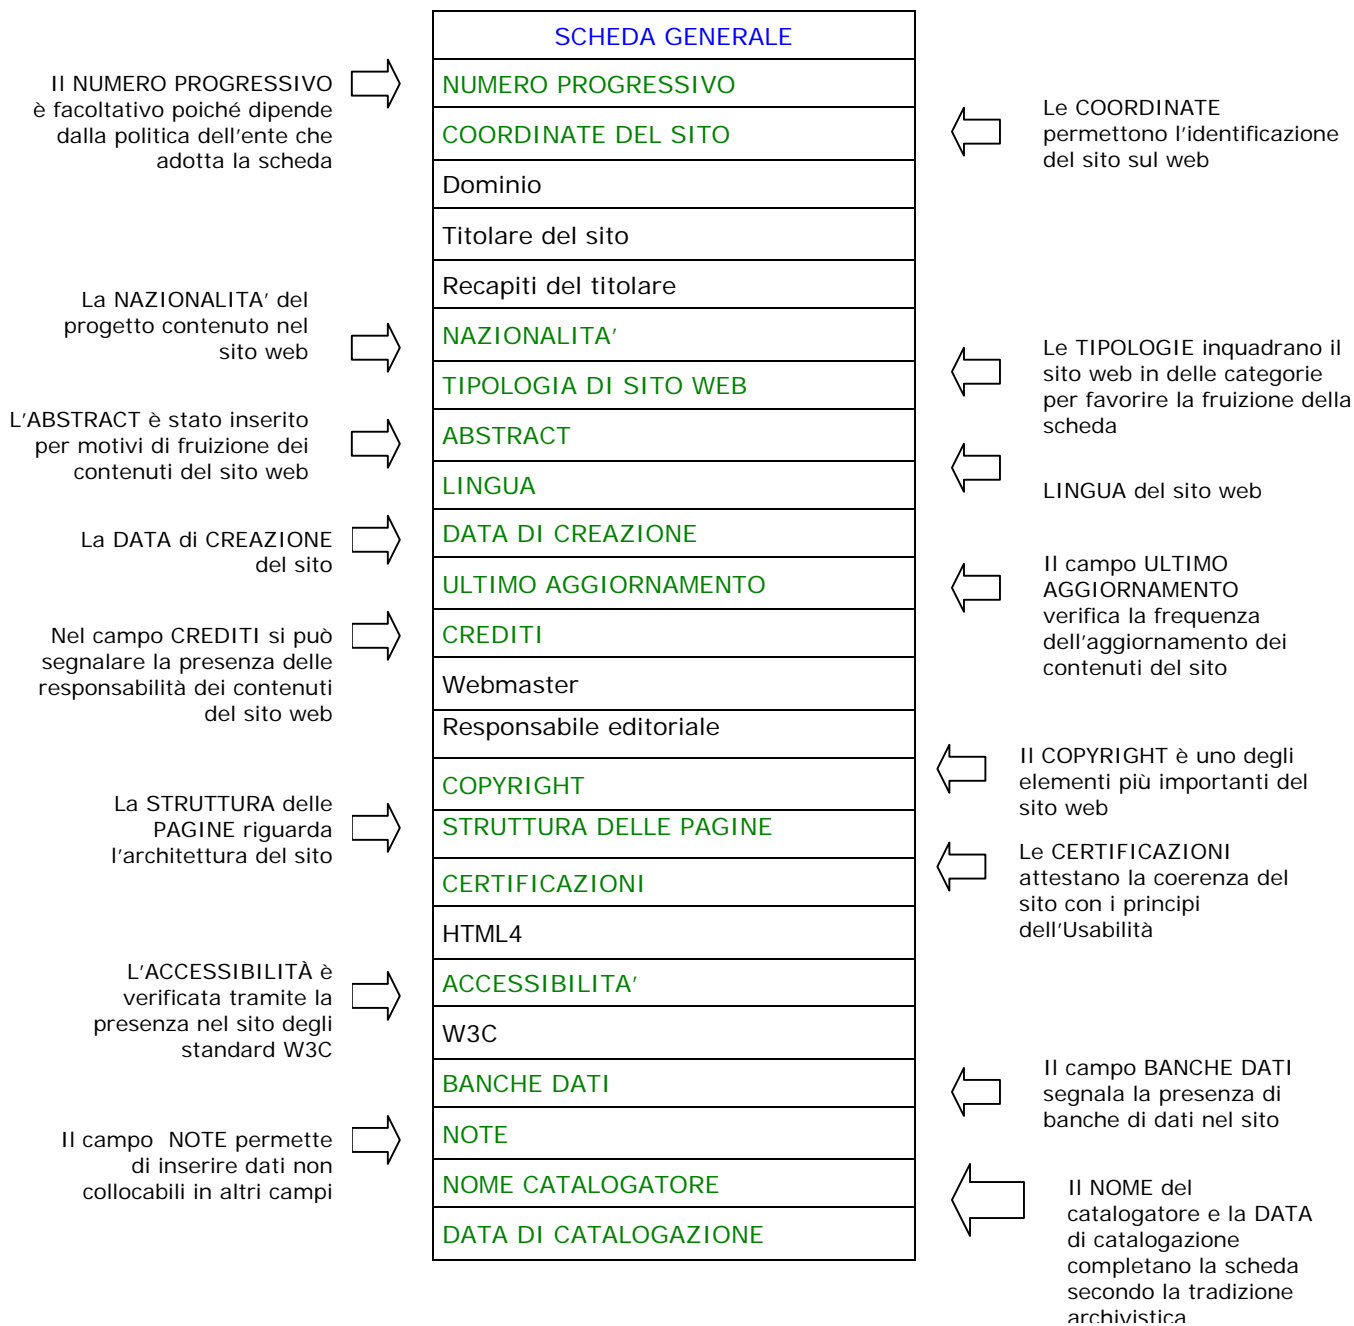 SCHEDA GENERALE
NUMERO PROGRESSIVO
COORDINATE DEL SITO
Dominio
Titolare del sito
Recapiti del titolare
NAZIONALITA’
TIPOLOGIA DI SITO WEB
ABSTRACT
LINGUA
DATA DI CREAZIONE
ULTIMO AGGIORNAMENTO
CREDITI
Webmaster
Responsabile editoriale
COPYRIGHT
STRUTTURA DELLE PAGINE
CERTIFICAZIONI
HTML4
ACCESSIBILITA’
W3C
BANCHE DATI
NOTE
NOME CATALOGATORE
DATA DI CATALOGAZIONE
Il NUMERO PROGRESSIVO
è facoltativo poiché dipende
dalla politica dell’ente che
adotta la scheda
La NAZIONALITA’ del
progetto contenuto nel
sito web
L’ABSTRACT è stato inserito
per motivi di fruizione dei
contenuti del sito web
La DATA di CREAZIONE
del sito
Nel campo CREDITI si può
segnalare la presenza delle
responsabilità dei contenuti
del sito web
La STRUTTURA delle
PAGINE riguarda
l’architettura del sito
L’ACCESSIBILITÀ è
verificata tramite la
presenza nel sito degli
standard W3C
Il campo  NOTE permette
di inserire dati non
collocabili in altri campi
Le COORDINATE
permettono l’identificazione
del sito sul web
Le TIPOLOGIE inquadrano il
sito web in delle categorie
per favorire la fruizione della
scheda
LINGUA del sito web
Il campo ULTIMO
AGGIORNAMENTO
verifica la frequenza
dell’aggiornamento dei
contenuti del sito
Il COPYRIGHT è uno degli
elementi più importanti del
sito web
Le CERTIFICAZIONI
attestano la coerenza del
sito con i principi
dell’Usabilità
Il campo BANCHE DATI
segnala la presenza di
banche di dati nel sito
Il NOME del
catalogatore e la DATA
di catalogazione
completano la scheda
secondo la tradizione
archivistica